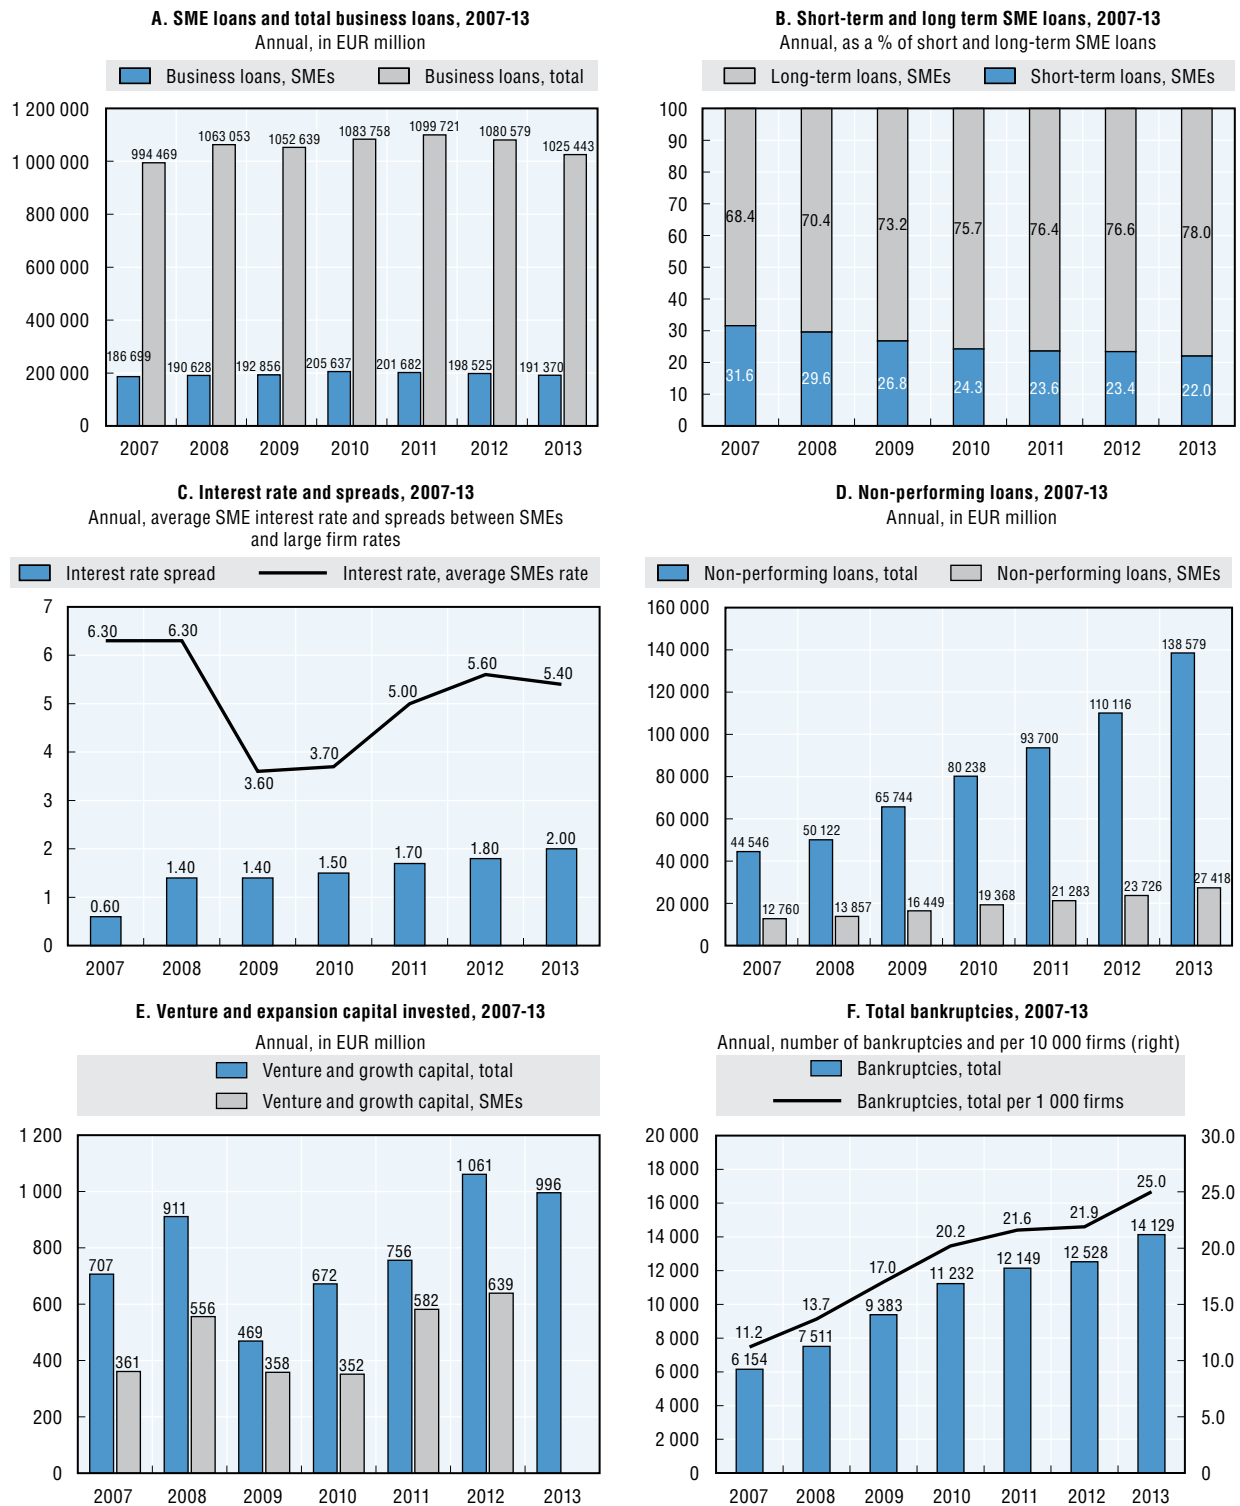 A. SME loans and total business loans, 2007-13
Annual, in EUR million
Business loans, SMEs Business loans, total
1 200 000
1 000 000
800 000
600 000
400 000
200 000
0
994 469 1063 053 1052 639 1083 758 1099 721 1080 579 1025 443
186 699 190 628 192 856 205 637 201 682 198 525 191 370
2007 2008 2009 2010 2011 2012 2013
B. Short-term and long term SME loans, 2007-13
Annual, as a % of short and long-term SME loans
Long-term loans, SMEs Short-term loans, SMEs
100
90
80
70
60
50
40
30
20
10
0
68.4 70.4 73.2 75.7 76.4 76.6 78.0
31.6 29.6 26.8 24.3 23.6 23.4 22.0
2007 2008 2009 2010 2011 2012 2013
C. Interest rate and spreads, 2007-13
Annual, average SME interest rate and spreads between SMEs
and large firm rates
Interest rate spread Interest rate, average SMEs rate
7
6
5
4
3
2
1
0
6.30 6.30 3.60 3.70 5.00 5.60 5.40
0.60 1.40 1.40 1.50 1.70 1.80 2.00
2007 2008 2009 2010 2011 2012 2013
D. Non-performing loans, 2007-13
Annual, in EUR million
Non-performing loans, total Non-performing loans, SMEs
160 000
140 000
120 000
100 000
80 000
60 000
40 000
20 000
0
44 546 50 122 65 744 80 238 93 700 110 116 138 579
12 760 13 857 16 449 19 368 21 283 23 726 27 418
2007 2008 2009 2010 2011 2012 2013
E. Venture and expansion capital invested, 2007-13
Annual, in EUR million
Venture and growth capital, total
Venture and growth capital, SMEs
1 200
1 000
800
600
400
200
0
707 911 469 672 756 1 061 996
361 556 358 352 582 639
2007 2008 2009 2010 2011 2012 2013
F. Total bankruptcies, 2007-13
Annual, number of bankruptcies and per 10 000 firms (right)
Bankruptcies, total
Bankruptcies, total per 1 000 firms
20 000
18 000
16 000
14 000
12 000
10 000
8 000
6 000
4 000
2 000
0
30.0
25.0
20.0
15.0
10.0
5.0
0
11.2 13.7 17.0 20.2 21.6 21.9 25.0
6 154 7 511 9 383 11 232 12 149 12 528 14 129
2007 2008 2009 2010 2011 2012 2013